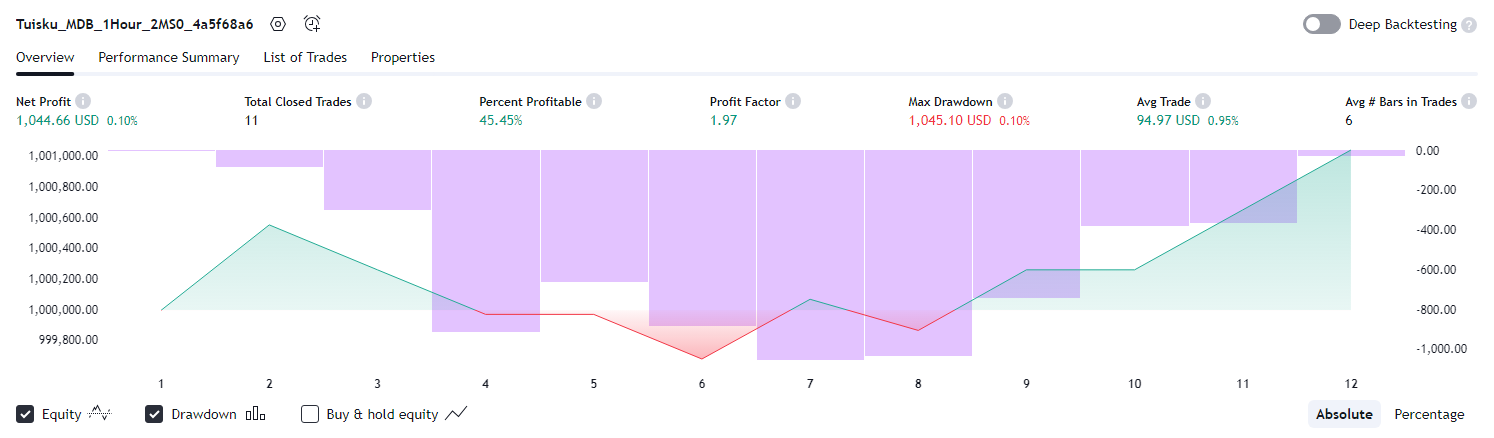 Tuisku_MDB_1Hour_2MS0_4a5f68a6 Deep Backtesting ?
Overview Performance Summary List of Trades Properties
Net Profit i Total Closed Trades i Percent Profitable i Profit Factor i Max Drawdown i Avg Trade i Avg # Bars in Trades i
1,044.66 USD 0.10% 11 45.45% 1.97 1,045.10 USD 0.10% 94.97 USD 0.95% 6
1,001,000.00 0.00
1,000,800.00 -200.00
1,000,600.00 -400.00
1,000,400.00 -600.00
1,000,200.00 -800.00
1,000,000.00 -1,000.00
999,800.00
1 2 3 4 5 6 7 8 9 10 11 12
Equity Drawdown Buy & hold equity Absolute Percentage